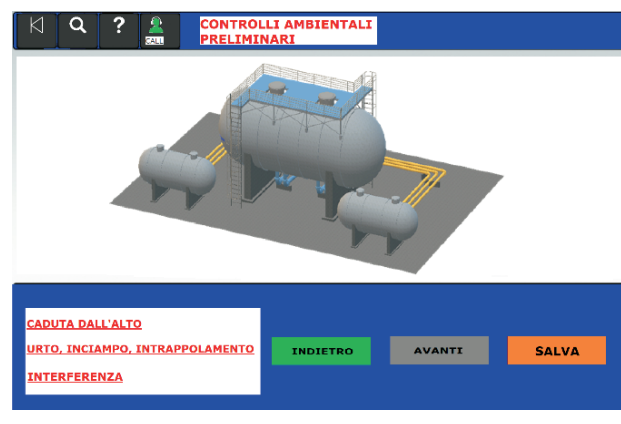 ?
CALL
CONTROLLI AMBIENTALI
PRELIMINARI
CADUTA DALL'ALTO
URTO, INCIAMPO, INTRAPPOLAMENTO
INTERFERENZA
INDIETRO
AVANTI
SALVA